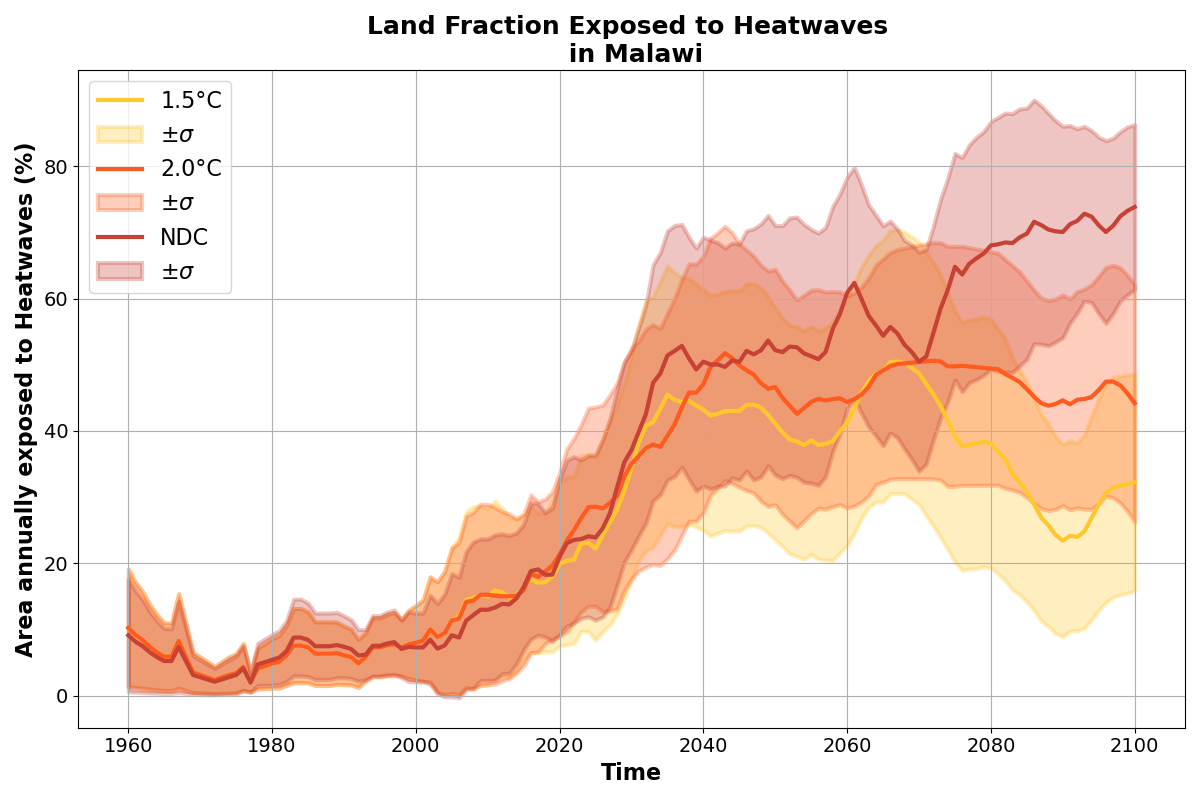 Land Fraction Exposed to Heatwaves
in Malawi
Area annually exposed to Heatwaves (%)
80
60
40
20
0
1.5°C
±σ
2.0°C
±σ
NDC
±σ
1960 1980 2000 2020 2040 2060 2080 2100
Time